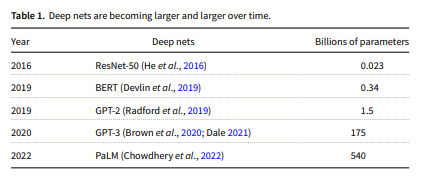 Table 1. Deep nets are becoming larger and larger over time.
Year Deep nets Billions of parameters
2016 ResNet-50 (He et al., 2016) 0.023
2019 BERT (Devlin et al., 2019) 0.34
2019 GPT-2 (Radford et al., 2019) 1.5
2020 GPT-3 (Brown et al., 2020; Dale 2021) 175
2022 PaLM (Chowdhery et al., 2022) 540